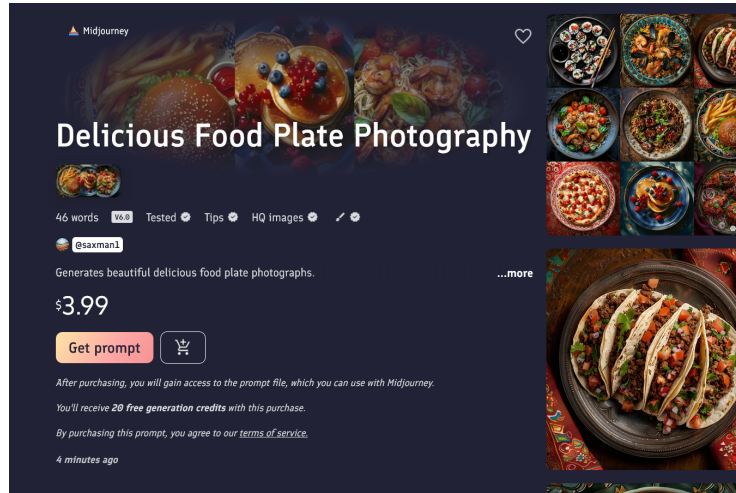 Midjourney
Delicious Food Plate Photography
46 words V6.0 Tested Tips HQ images
@saxman1
Generates beautiful delicious food plate photographs. ...more
$3.99
Get prompt
After purchasing, you will gain access to the prompt file, which you can use with Midjourney.
You'll receive 20 free generation credits with this purchase.
By purchasing this prompt, you agree to our terms of service.
4 minutes ago